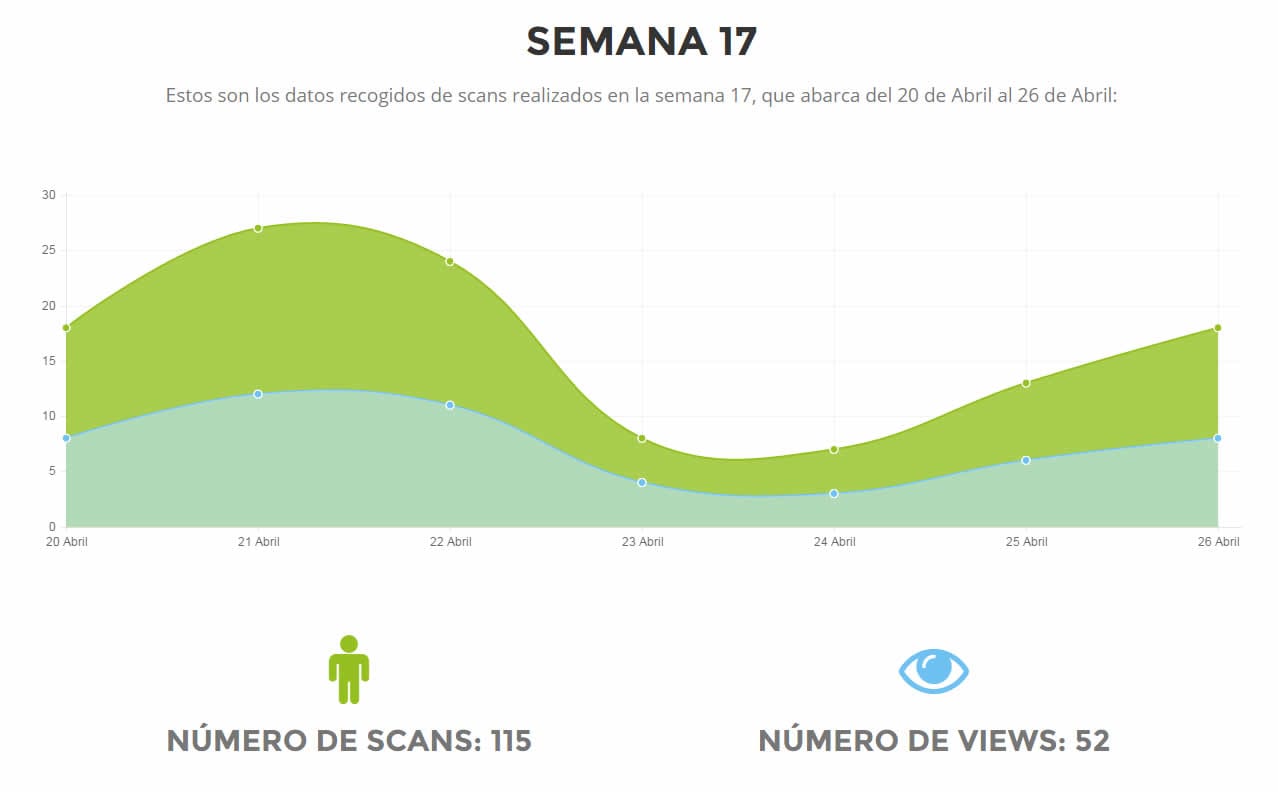 SEMANA 17
Estos son los datos recogidos de scans realizados en la semana 17, que abarca del 20 de Abril al 26 de Abril:
30
25
20
15
10
5
0
20 Abril 21 Abril 22 Abril 23 Abril 24 Abril 25 Abril 26 Abril
NÚMERO DE SCANS: 115 NÚMERO DE VIEWS: 52